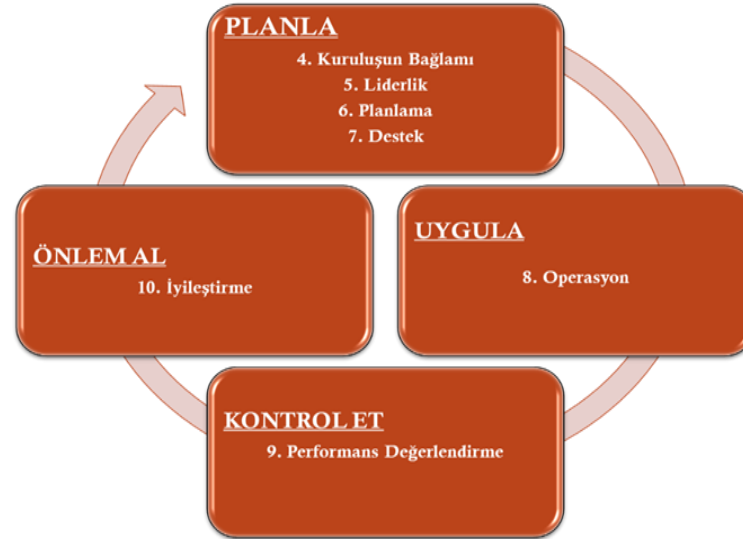 PLANLA
4. Kuruluşun Bağlamı
5. Liderlik
6. Planlama
7. Destek
UYGULA
8. Operasyon
KONTROL ET
9. Performans Değerlendirme
ÖNLEM AL
10. İyileştirme